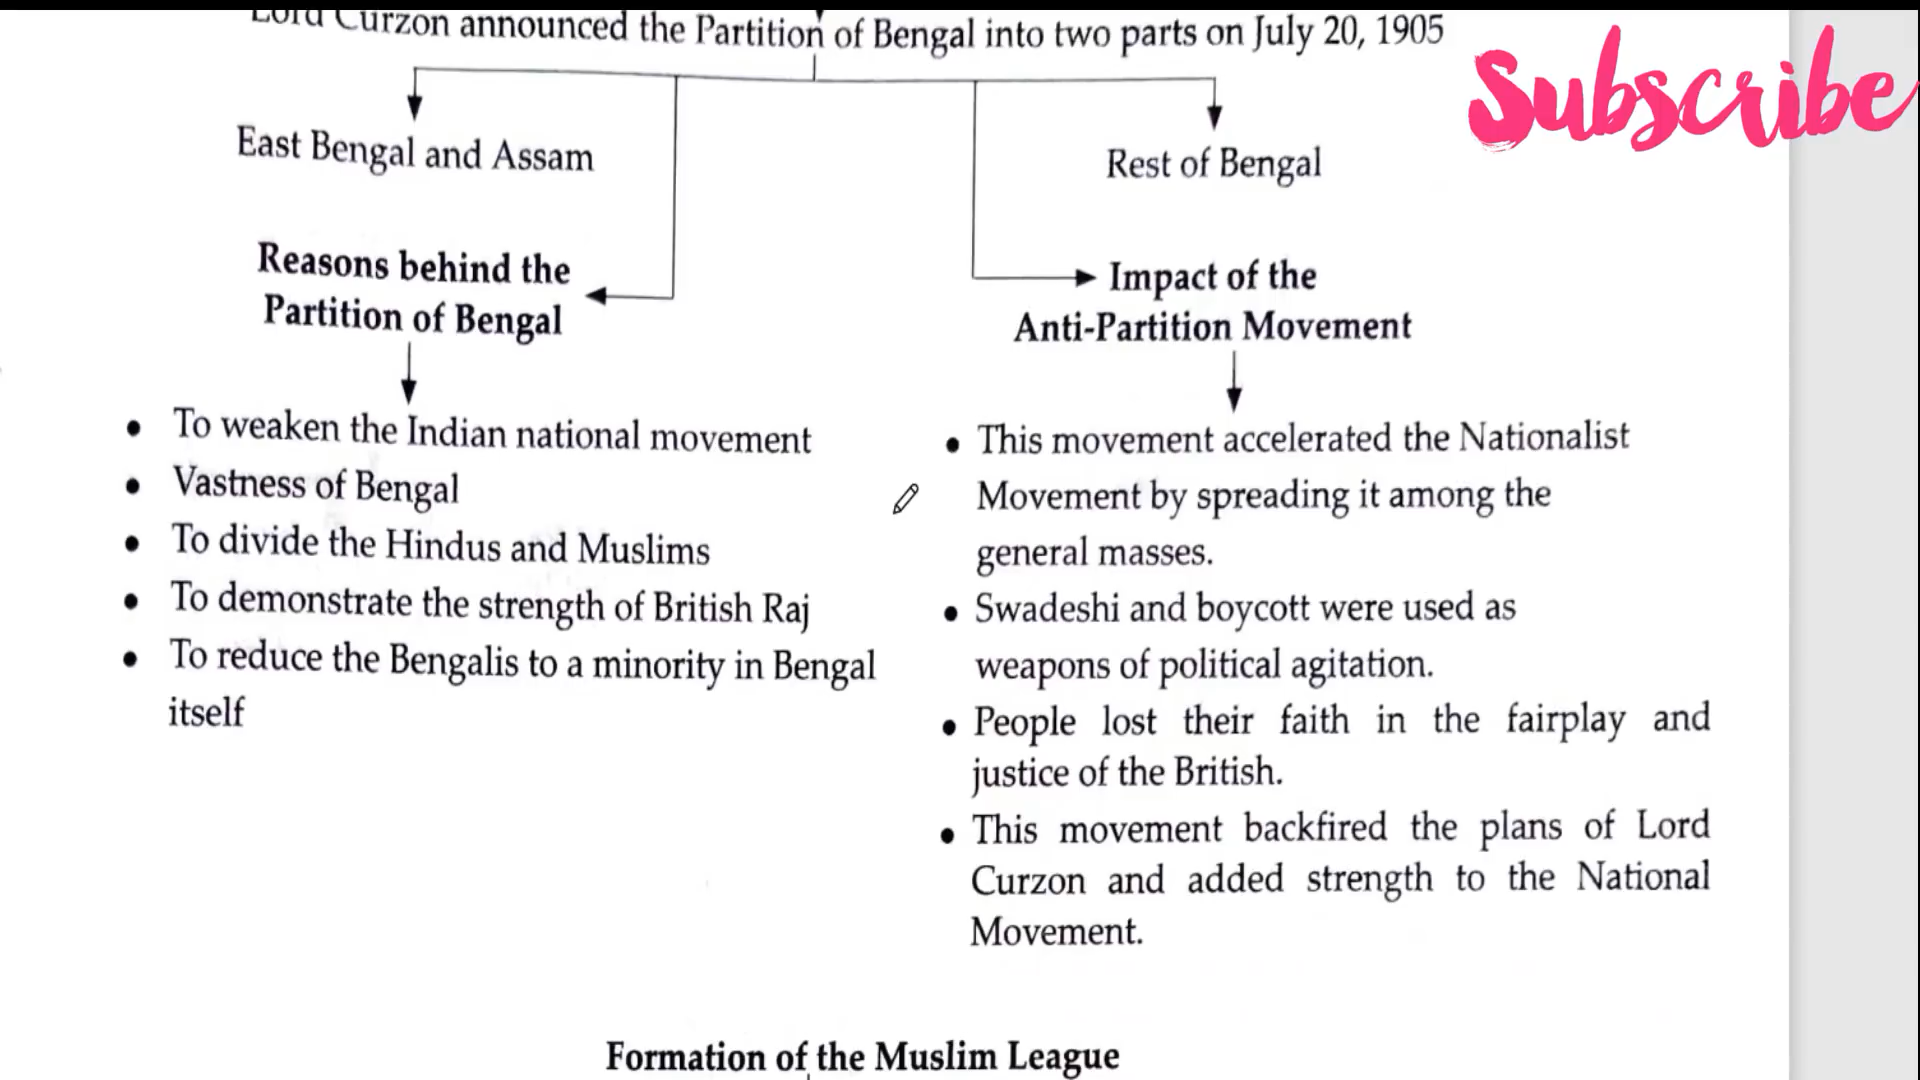 Lord Curzon announced the Partition of Bengal into two parts on July 20, 1905
Subscribe
East Bengal and Assam
Rest of Bengal
Reasons behind the
Partition of Bengal
Impact of the
Anti-Partition Movement
• To weaken the Indian national movement
• Vastness of Bengal
• To divide the Hindus and Muslims
• To demonstrate the strength of British Raj
• To reduce the Bengalis to a minority in Bengal
itself
• This movement accelerated the Nationalist
Movement by spreading it among the
general masses.
• Swadeshi and boycott were used as
weapons of political agitation.
• People lost their faith in the fairplay and
justice of the British.
• This movement backfired the plans of Lord
Curzon and added strength to the National
Movement.
Formation of the Muslim League